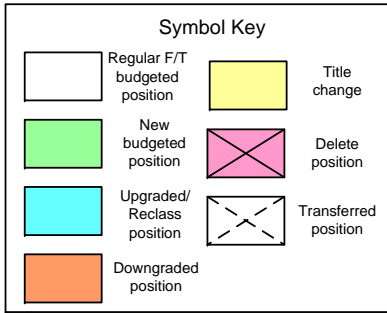 Symbol Key
Regular F/T
budgeted
position
New
budgeted
position
Upgraded/
Reclass
position
Downgraded
position
Title
change
Delete
position
Transferred
position